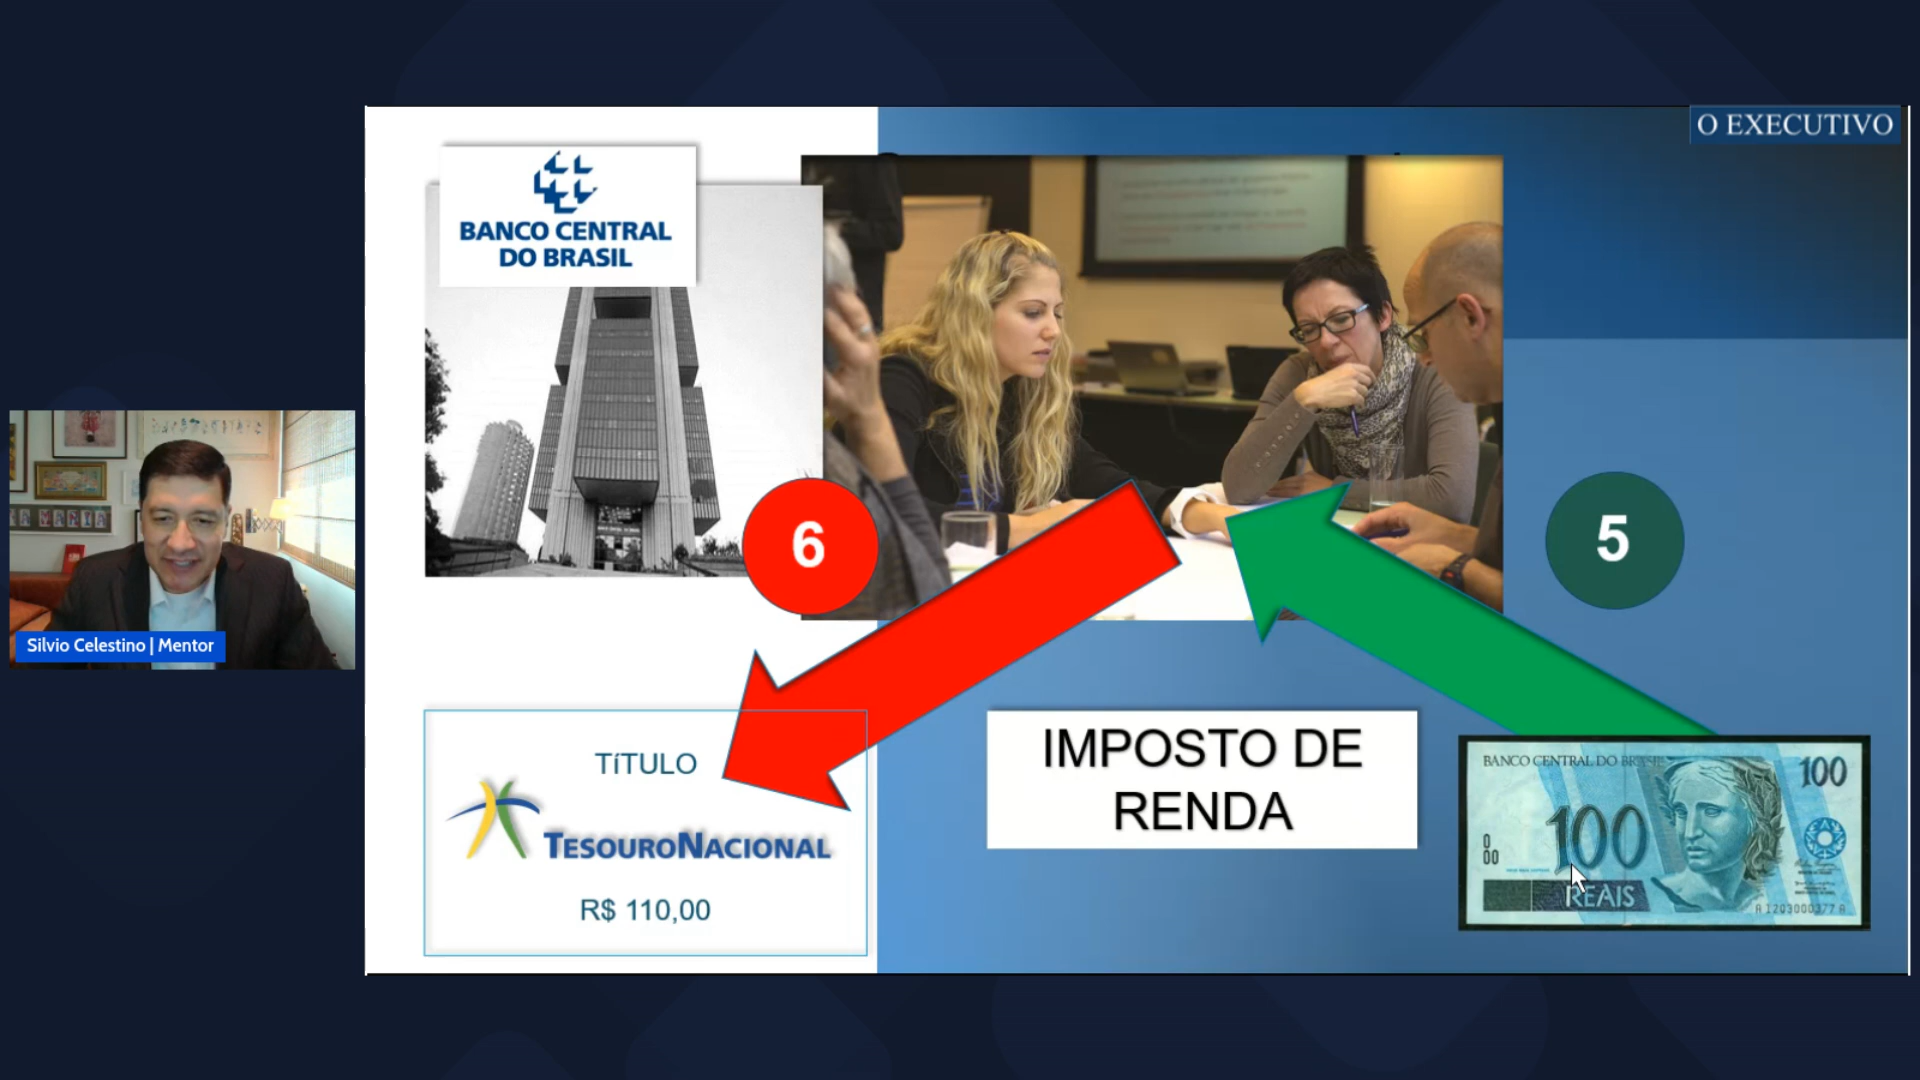 O EXECUTIVO
BANCO CENTRAL
DO BRASIL
6
5
Silvio Celestino | Mentor
TíTULO
TESOURONACIONAL
R$ 110,00
IMPOSTO DE
RENDA
BANCO CENTRAL DO BRASIL
100
100
REAIS